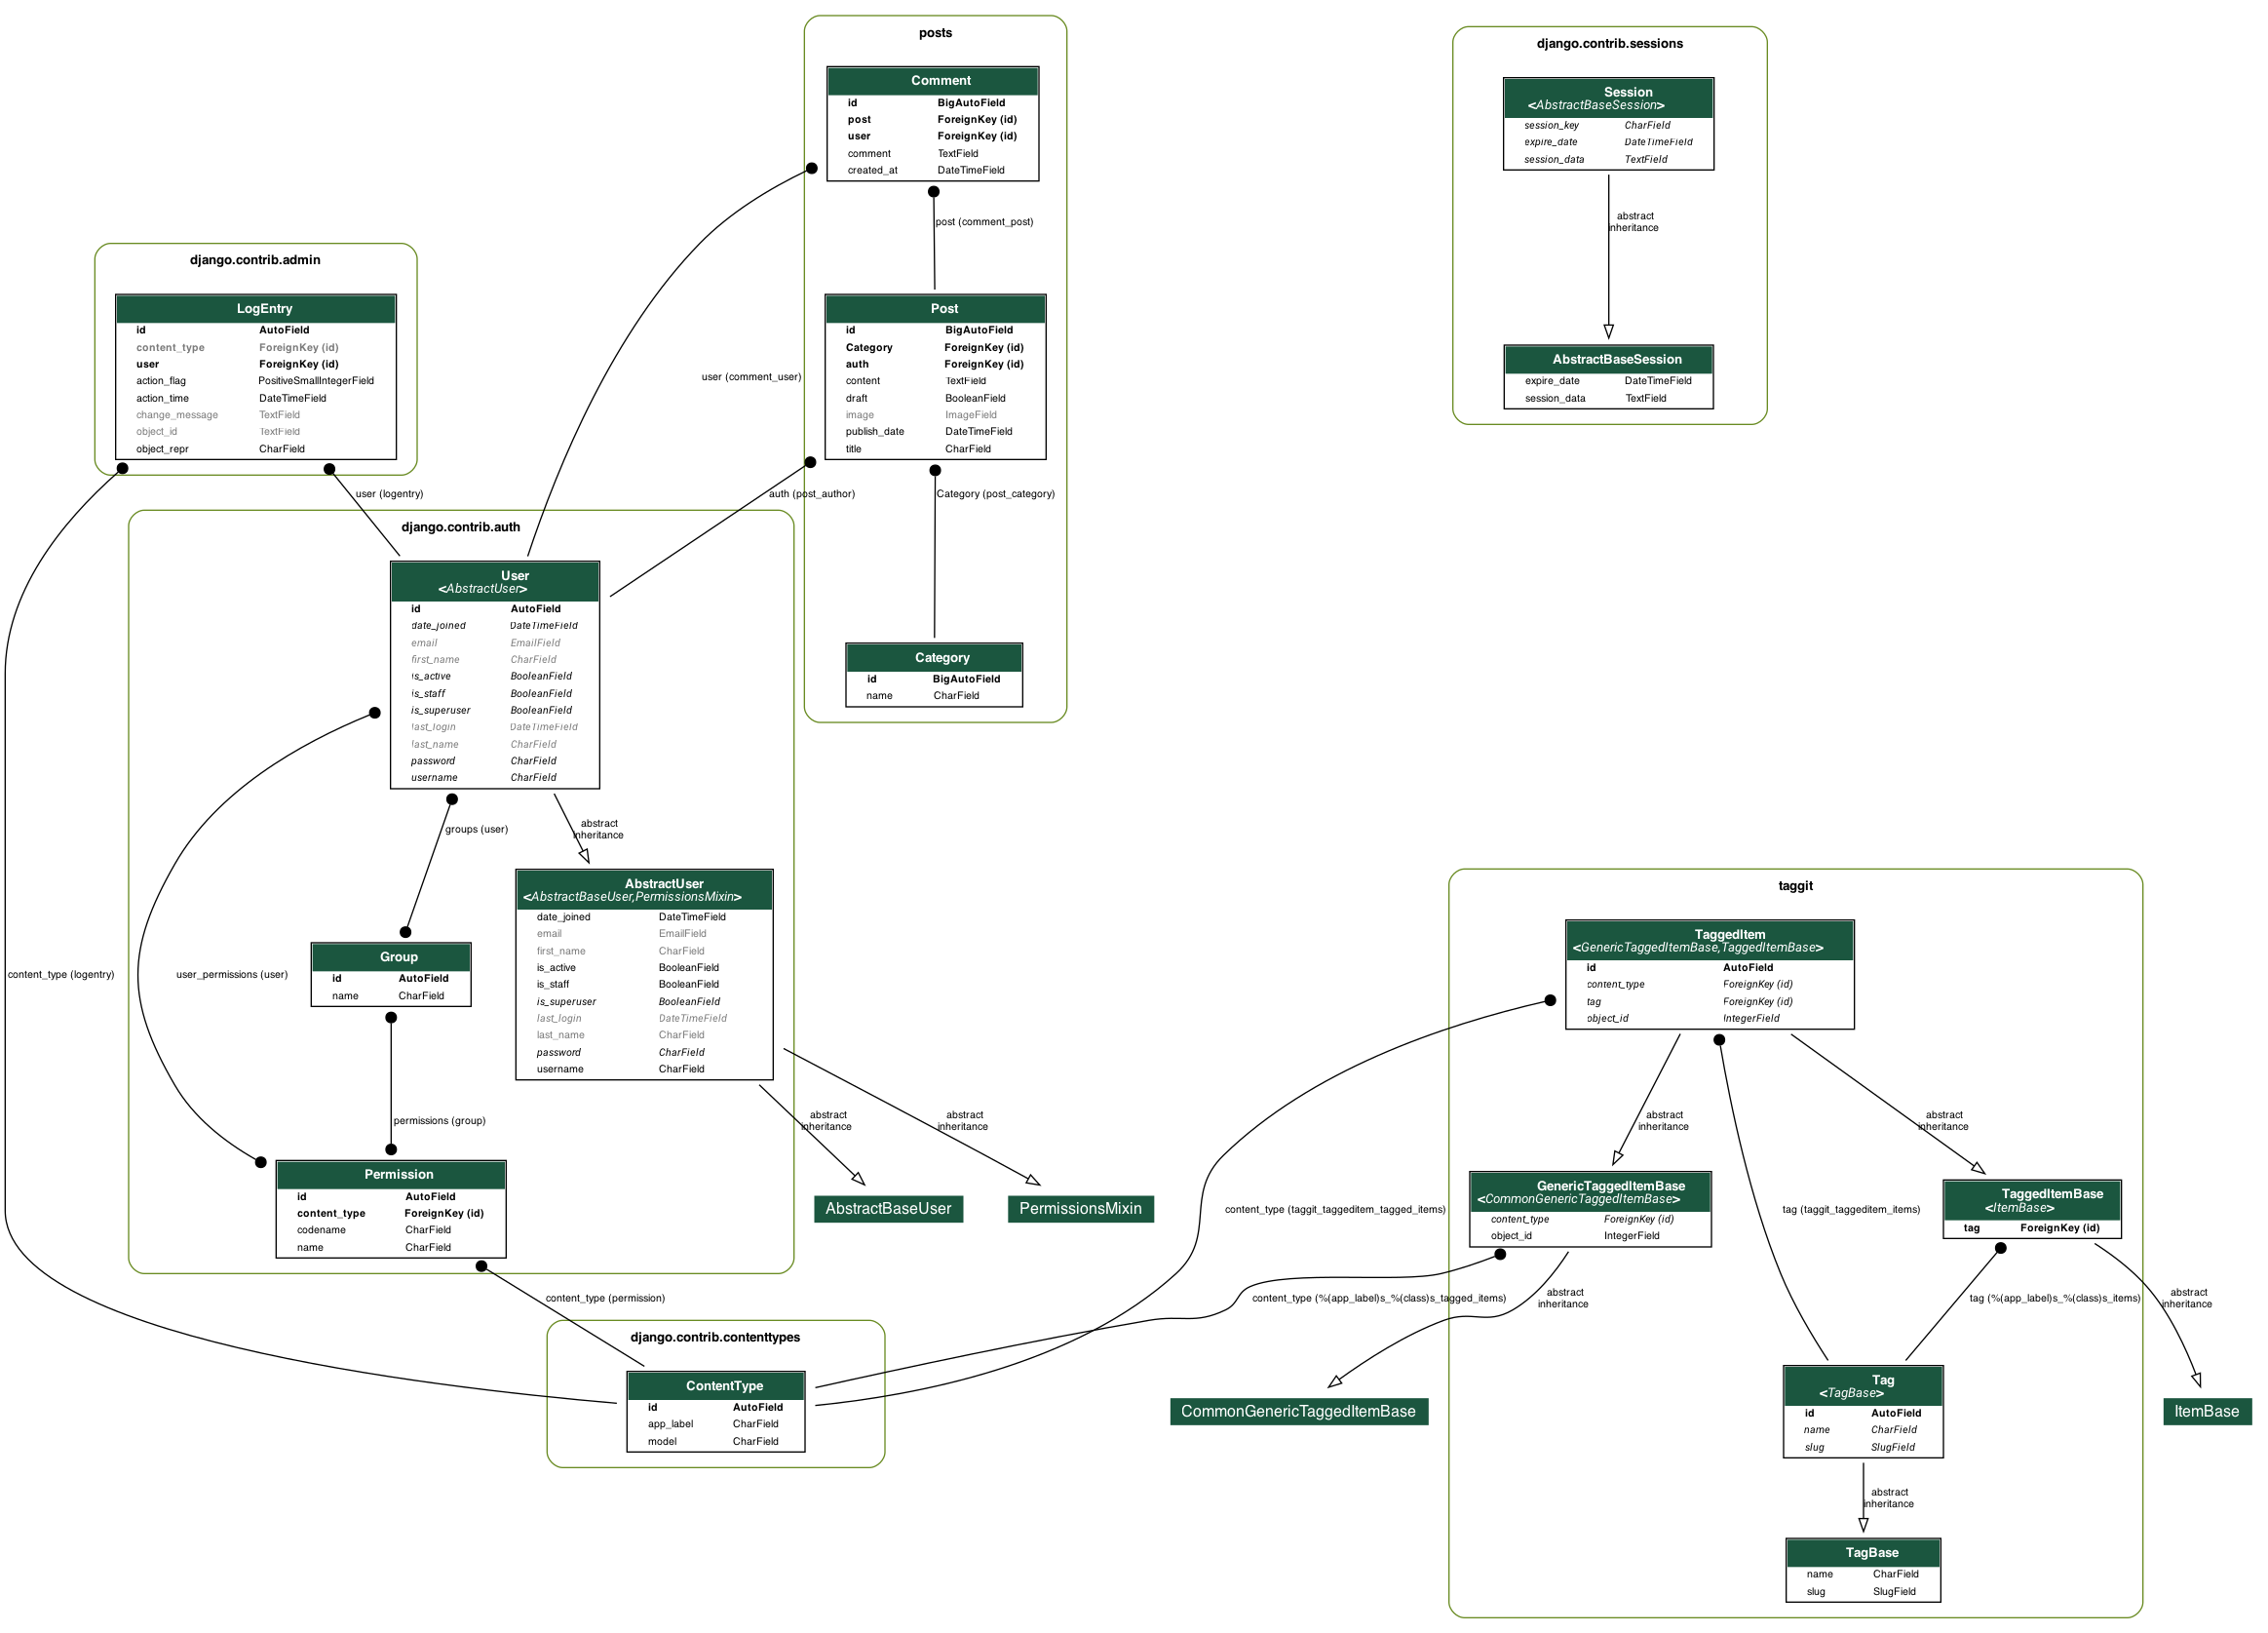 posts
Comment
id BigAutoField
post ForeignKey (id)
user ForeignKey (id)
comment TextField
created_at DateTimeField
post (comment_post)
user (comment_user)
Post
id BigAutoField
Category ForeignKey (id)
auth ForeignKey (id)
content TextField
draft BooleanField
image ImageField
publish_date DateTimeField
title CharField
auth (post_author)
Category (post_category)
Category
id BigAutoField
name CharField
django.contrib.sessions
Session
<AbstractBaseSession>
session_key CharField
expire_date DateTimeField
session_data TextField
abstract
inheritance
AbstractBaseSession
expire_date DateTimeField
session_data TextField
django.contrib.admin
LogEntry
id AutoField
content_type ForeignKey (id)
user ForeignKey (id)
action_flag PositiveSmallIntegerField
action_time DateTimeField
change_message TextField
object_id TextField
object_repr CharField
user (logentry)
content_type (logentry)
django.contrib.auth
User
<AbstractUser>
id AutoField
date_joined DateTimeField
email EmailField
first_name CharField
is_active BooleanField
is_staff BooleanField
is_superuser BooleanField
last_login DateTimeField
last_name CharField
password CharField
username CharField
groups (user)
abstract
inheritance
user_permissions (user)
AbstractUser
<AbstractBaseUser,PermissionsMixin>
date_joined DateTimeField
email EmailField
first_name CharField
is_active BooleanField
is_staff BooleanField
is_superuser BooleanField
last_login DateTimeField
last_name CharField
password CharField
username CharField
Group
id AutoField
name CharField
permissions (group)
abstract
inheritance
abstract
inheritance
Permission
id AutoField
content_type ForeignKey (id)
codename CharField
name CharField
AbstractBaseUser
PermissionsMixin
content_type (permission)
django.contrib.contenttypes
ContentType
id AutoField
app_label CharField
model CharField
taggit
TaggedItem
<GenericTaggedItemBase,TaggedItemBase>
id AutoField
content_type ForeignKey (id)
tag ForeignKey (id)
object_id IntegerField
abstract
inheritance
abstract
inheritance
content_type (taggit_taggeditem_tagged_items)
GenericTaggedItemBase
<CommonGenericTaggedItemBase>
content_type ForeignKey (id)
object_id IntegerField
tag (taggit_taggeditem_items)
TaggedItemBase
<ItemBase>
tag ForeignKey (id)
content_type (%(app_label)s_%(class)s_tagged_items)
abstract
inheritance
tag (%(app_label)s_%(class)s_items)
abstract
inheritance
CommonGenericTaggedItemBase
Tag
<TagBase>
id AutoField
name CharField
slug SlugField
ItemBase
abstract
inheritance
TagBase
name CharField
slug SlugField